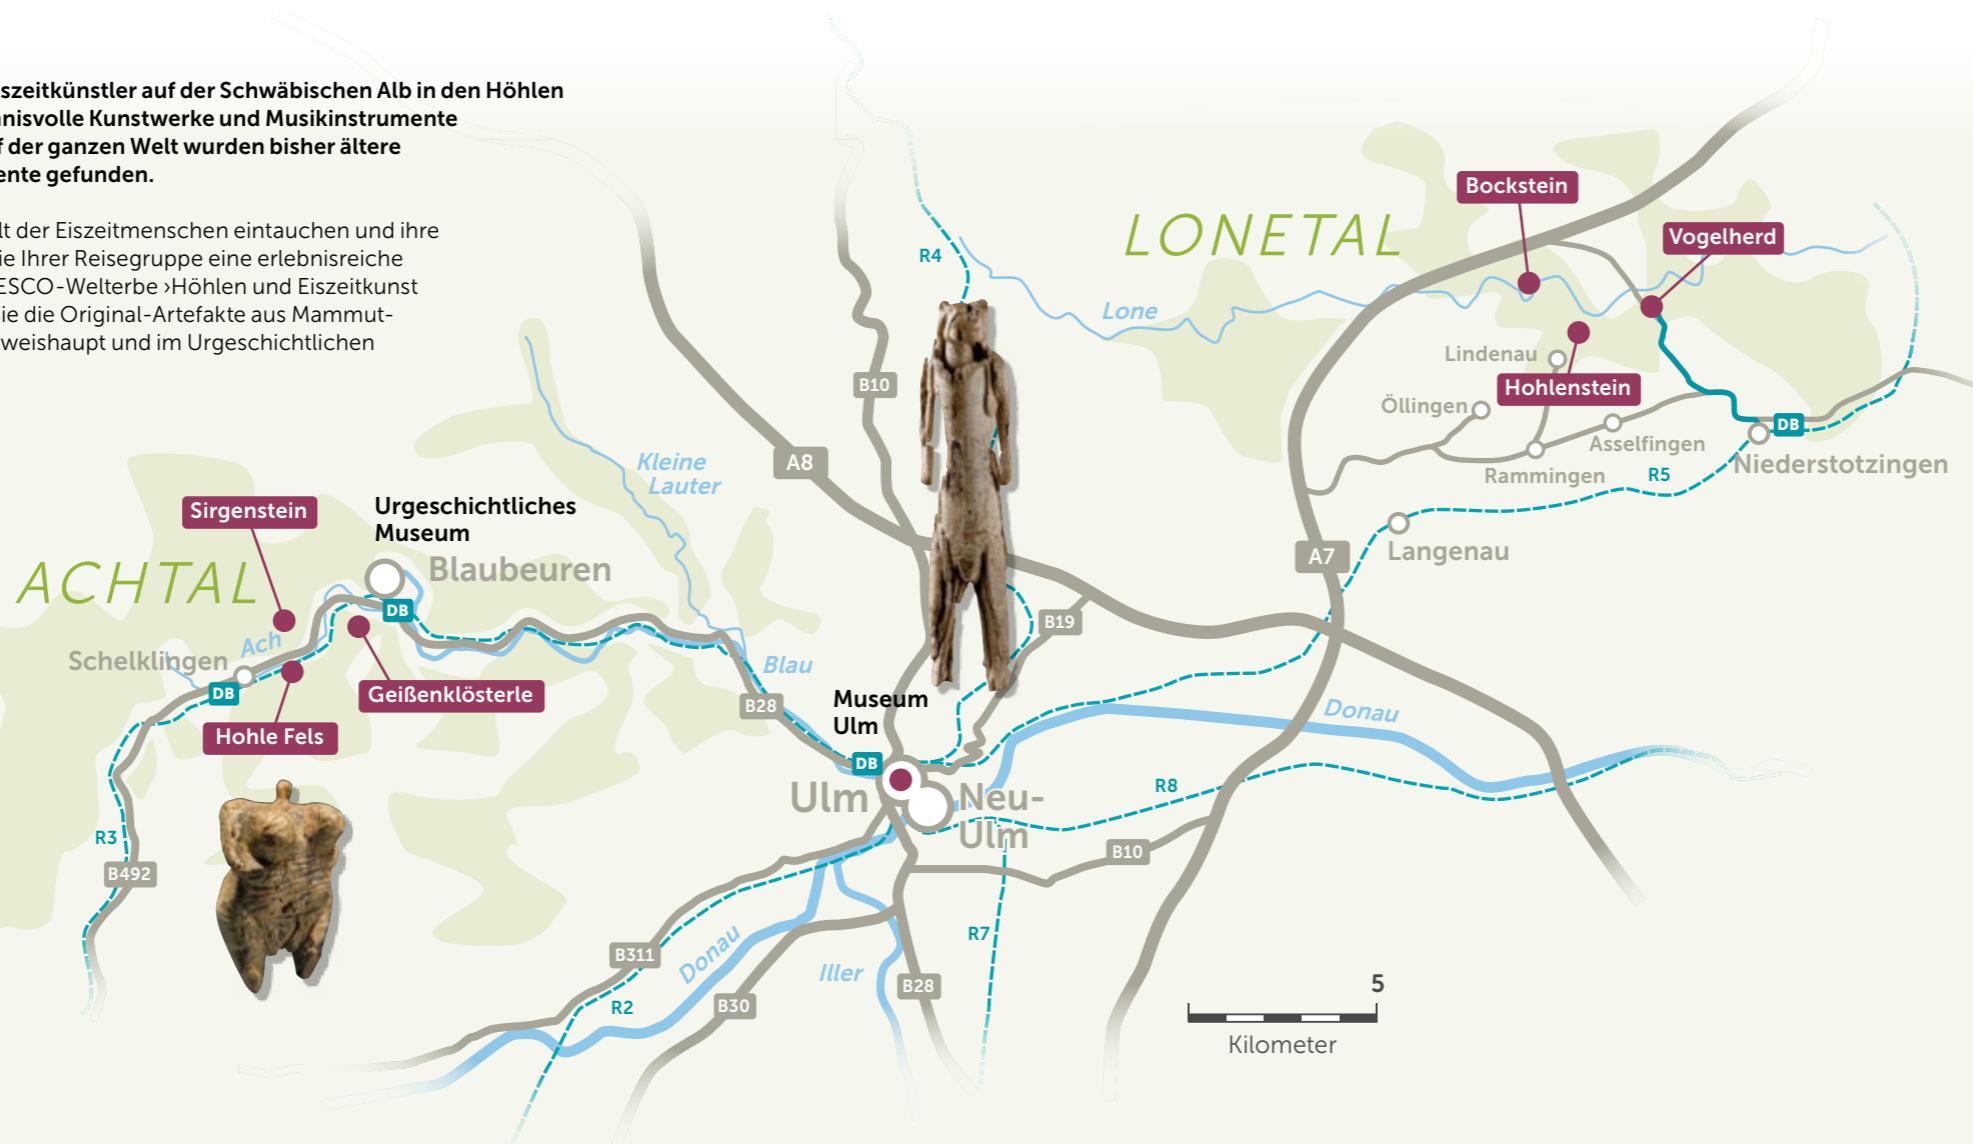 szeitkünstler auf der Schwäbischen Alb in den Höhlen
nisvolle Kunstwerke und Musikinstrumente
f der ganzen Welt wurden bisher ältere
ente gefunden.
lt der Eiszeitmenschen eintauchen und ihre
ie Ihrer Reisegruppe eine erlebnisreiche
ESCO-Welterbe ›Höhlen und Eiszeitkunst
ie die Original-Artefakte aus Mammut-
weishaupt und im Urgeschichtlichen
LONETAL
Bockstein
Vogelherd
R4
Lone
Lindenau
Hohlenstein
B10
Öllingen
DB
Asselfingen
Niederstotzingen
Rammingen
R5
Kleine
Lauter
A8
Langenau
A7
Sirgenstein
Urgeschichtliches
Museum
Blaubeuren
ACHTAL
DB
B19
Ach
Schelklingen
DB
Geißenklösterle
Hohle Fels
Blau
B28
Museum
Ulm
Donau
DB
Ulm
Neu-
Ulm
R8
B10
R3
B492
R7
B311
Donau
Iller
B28
R2
B30
5
Kilometer